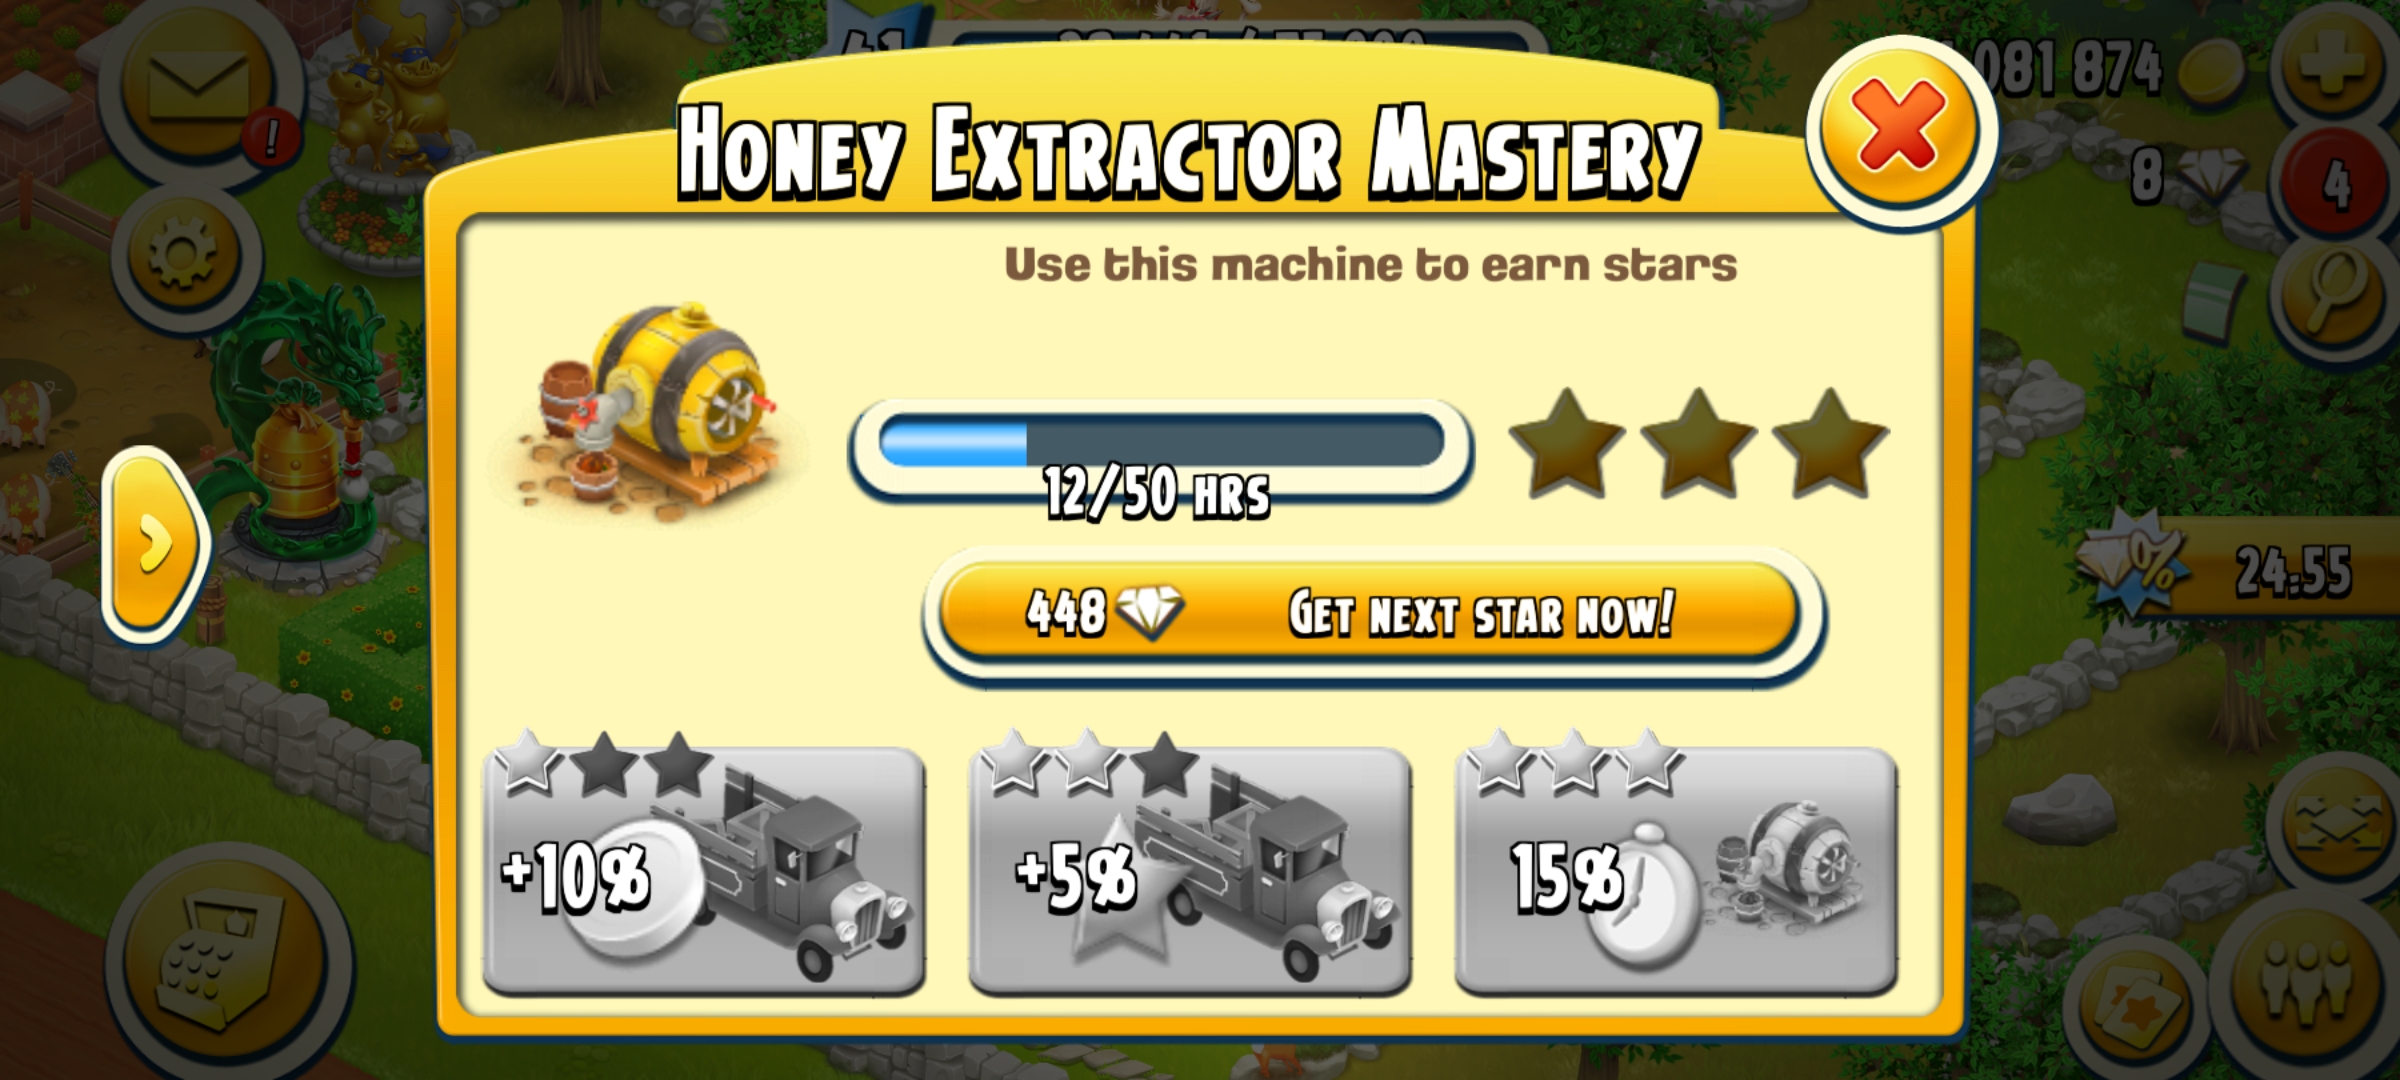 081 874
Honey Extractor Mastery
!
8
4
Use this machine to earn stars
12/50 hrs
24:55
448 Get next star now!
+10%
+5%
15%